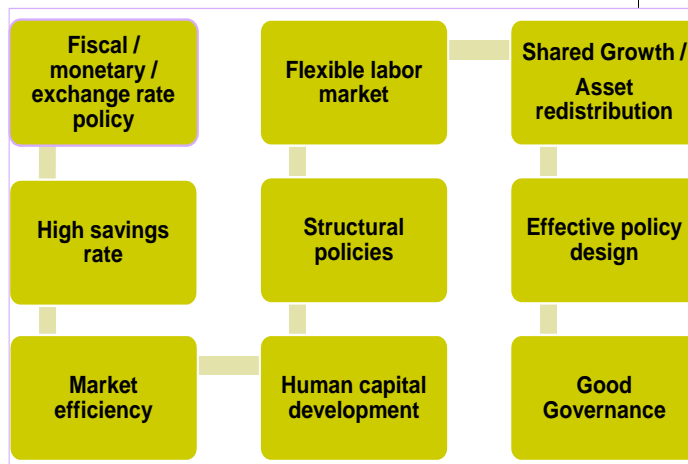 Fiscal /
monetary /
exchange rate
policy
High savings
rate
Market
efficiency
Human capital
development
Structural
policies
Flexible labor
market
Shared Growth /
Asset
redistribution
Effective policy
design
Good
Governance